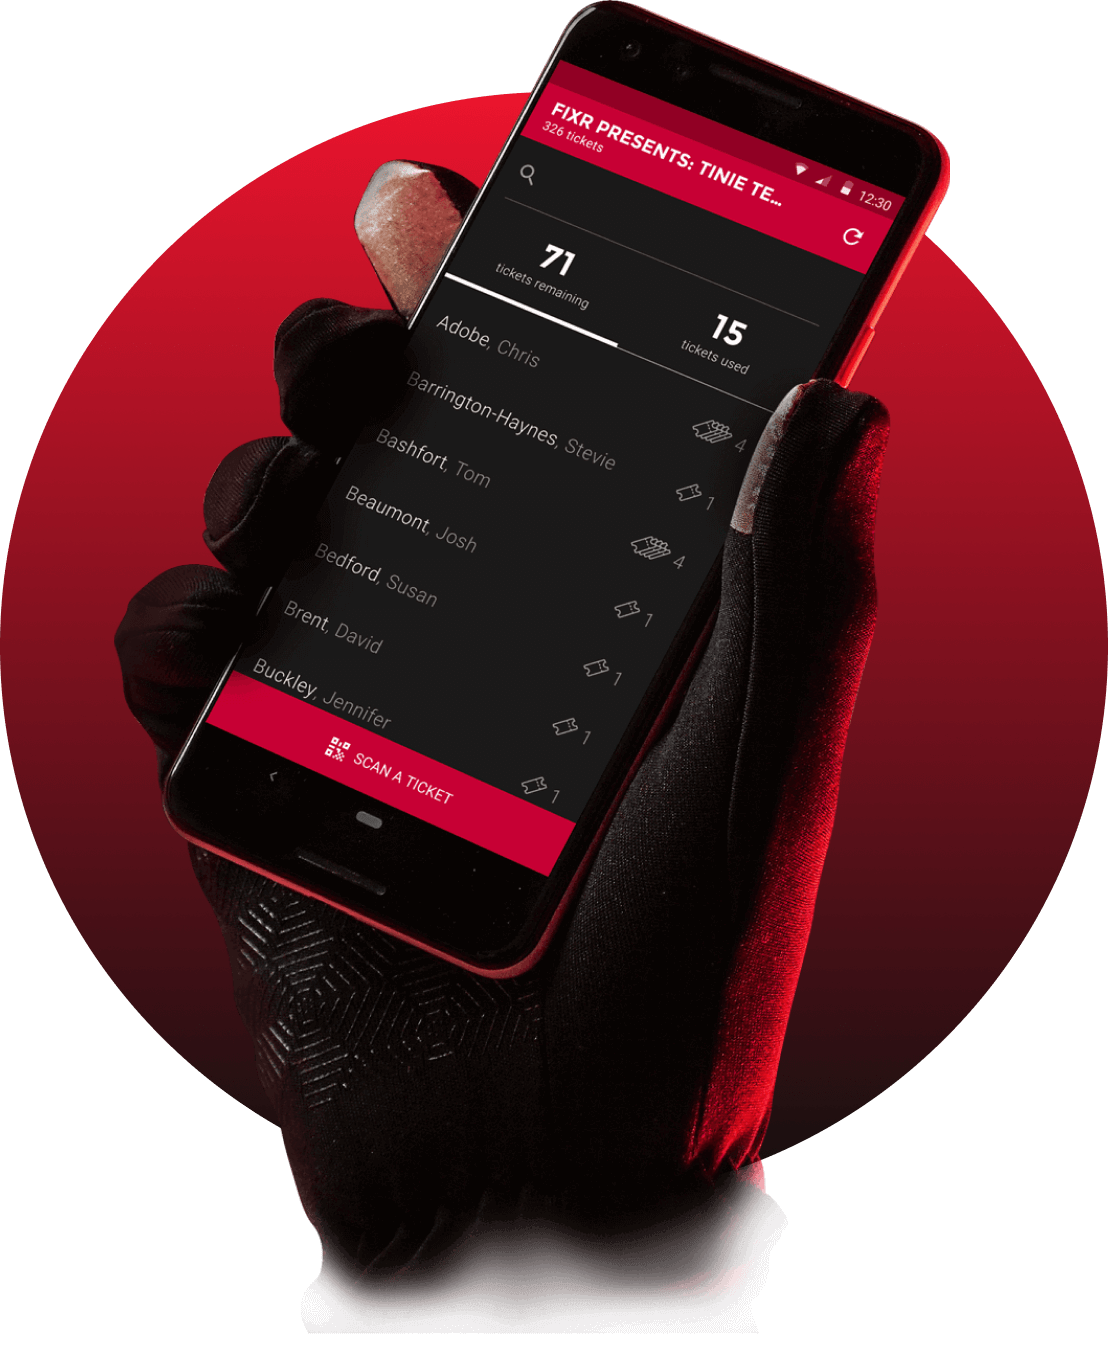 FIXR PRESENTS: TINIE TE...
326 tickets
12:30
71
tickets remaining
15
tickets used
Adobe, Chris
4
Barrington-Haynes, Stevie
1
Bashfort, Tom
4
Beaumont, Josh
1
Bedford, Susan
1
Brent, David
1
Buckley, Jennifer
1
SCAN A TICKET